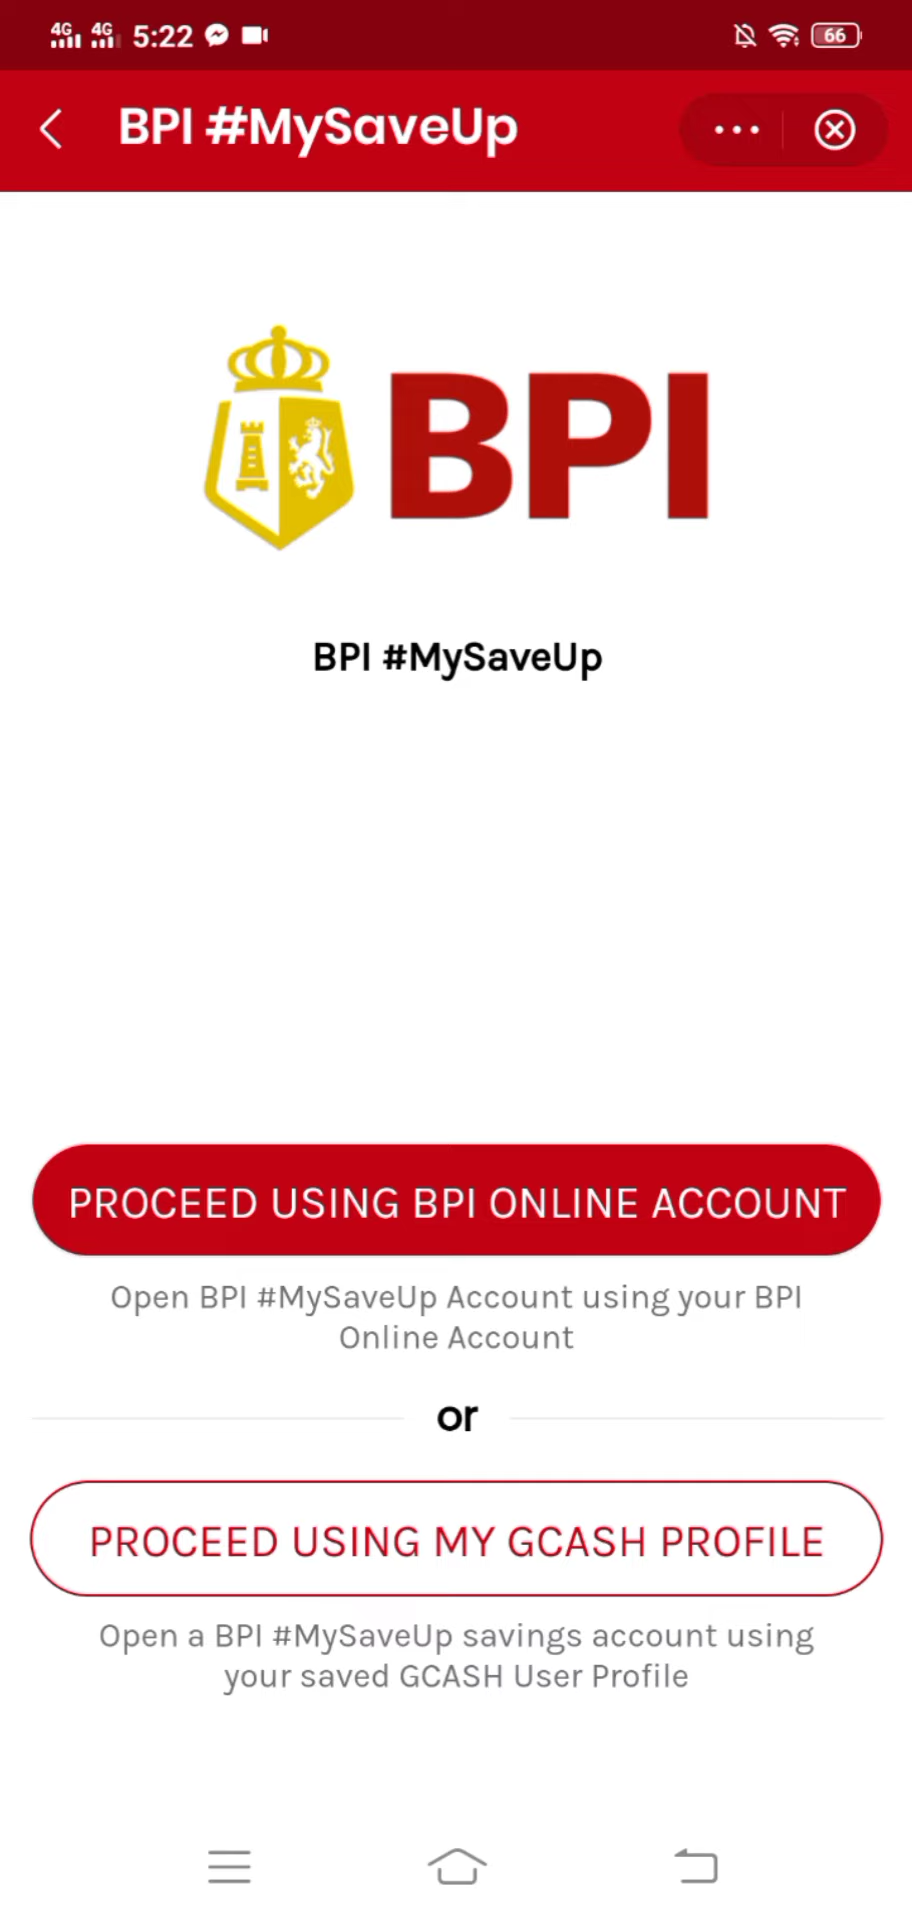 4G 4G 5:22 66
BPI #MySaveUp
BPI
BPI #MySaveUp
PROCEED USING BPI ONLINE ACCOUNT
Open BPI #MySaveUp Account using your BPI
Online Account
or
PROCEED USING MY GCASH PROFILE
Open a BPI #MySaveUp savings account using
your saved GCASH User Profile